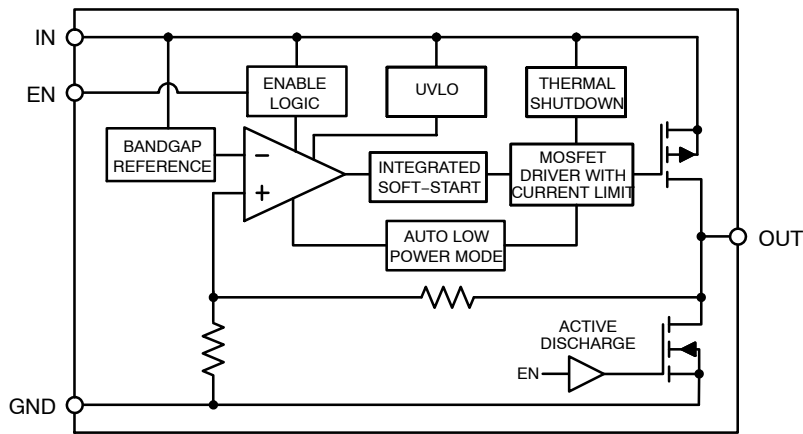 IN
EN
ENABLE
LOGIC
UVLO
THERMAL
SHUTDOWN
BANDGAP
REFERENCE
−
+
INTEGRATED
SOFT−START
MOSFET
DRIVER WITH
CURRENT LIMIT
AUTO LOW
POWER MODE
OUT
ACTIVE
DISCHARGE
EN
GND